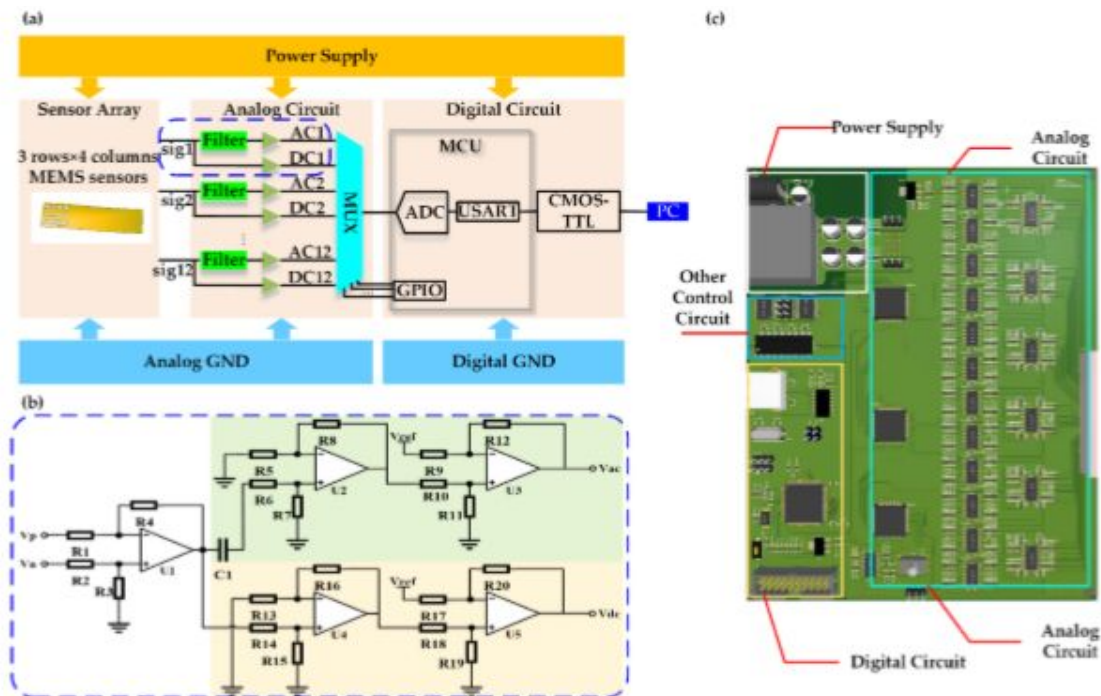 (a)
Power Supply
Sensor Array
Analog Circuit
Digital Circuit
3 rows×4 columns
MEMS sensors
sig1
Filter
AC1
DC1
sig2
Filter
AC2
DC2
sig12
Filter
AC12
DC12
MUX
MCU
ADC
USART
GPIO
CMOS-
TTL
PC
Analog GND
Digital GND
(b)
Vp
Vn
R1
R2
R3
R4
U1
C1
R5
R6
R7
R8
U2
Vref
R9
R10
R11
R12
U3
Vac
R13
R14
R15
R16
U4
Vref
R17
R18
R19
R20
U5
Vdc
(c)
Power Supply
Analog
Circuit
Other
Control
Circuit
Digital Circuit
Analog
Circuit